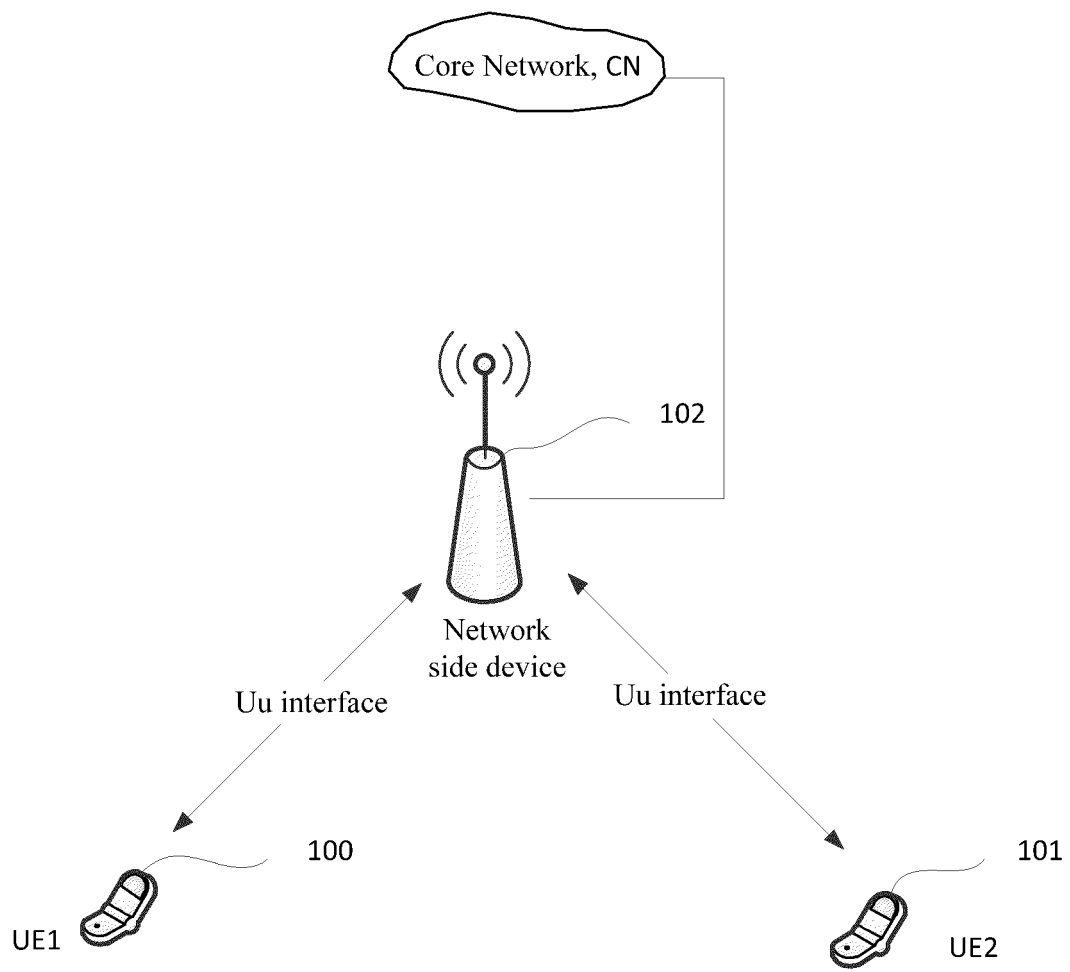 Core Network, CN
102
Network
side device
Uu interface
Uu interface
100
101
UE1
UE2